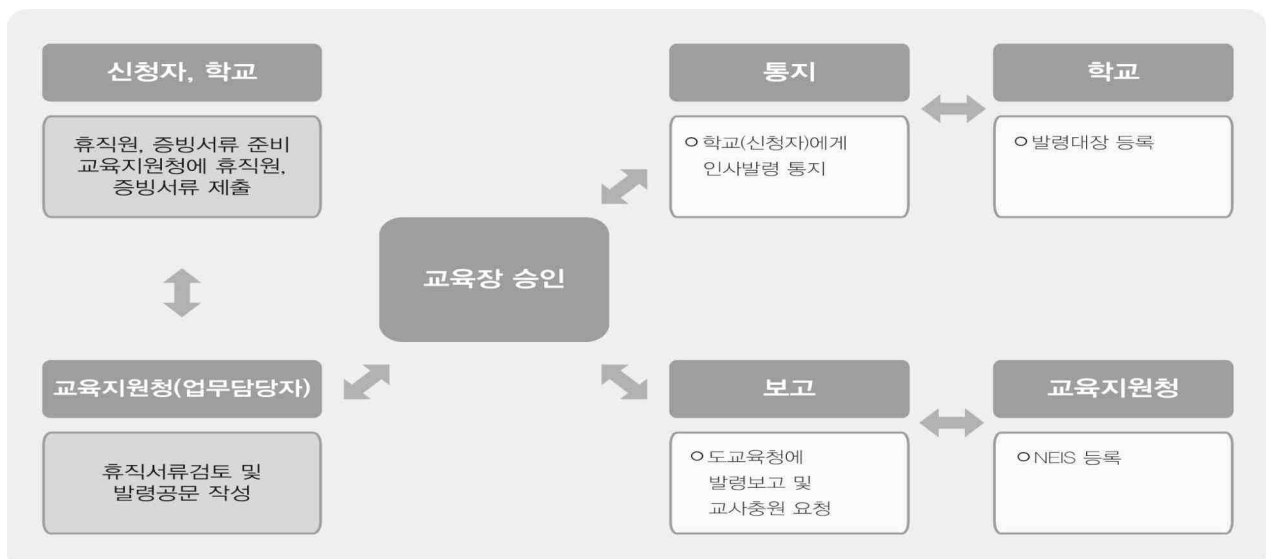 신청자, 학교
휴직원, 증빙서류 준비
교육지원청에 휴직원,
증빙서류 제출
교육지원청(업무담당자)
휴직서류검토 및
발령공문 작성
교육장 승인
통지
ㅇ학교(신청자)에게
인사발령 통지
학교
ㅇ발령대장 등록
보고
ㅇ도교육청에
발령보고 및
교사충원 요청
교육지원청
ㅇNEIS 등록